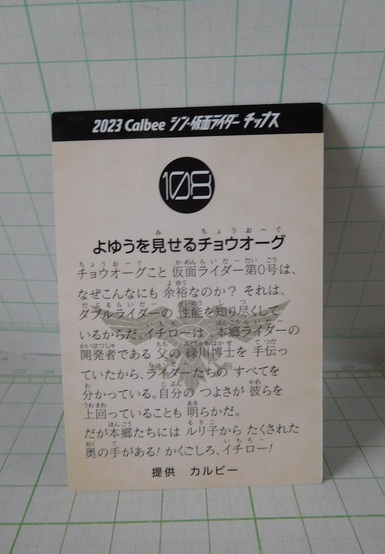 2023 Calbee シン・仮面ライダー チップス
108
よゆうを見せるチョウオーグ
チョウオーグこと 仮面ライダー第0号は、
なぜこんなにも 余裕なのか? それは、
ダブルライダーの 性能を知り尽くして
いるからだ。イチローは、本郷ライダーの
開発者である 父の 緑川博士を 手伝っ
ていたから、ライダーたちの すべてを
分かっている。自分の つよさが 彼らを
上回っていることも 明らかだ。
だが本郷たちには ルリ子から たくされた
奥の手がある! かくごしろ、イチロー!
提供 カルビー